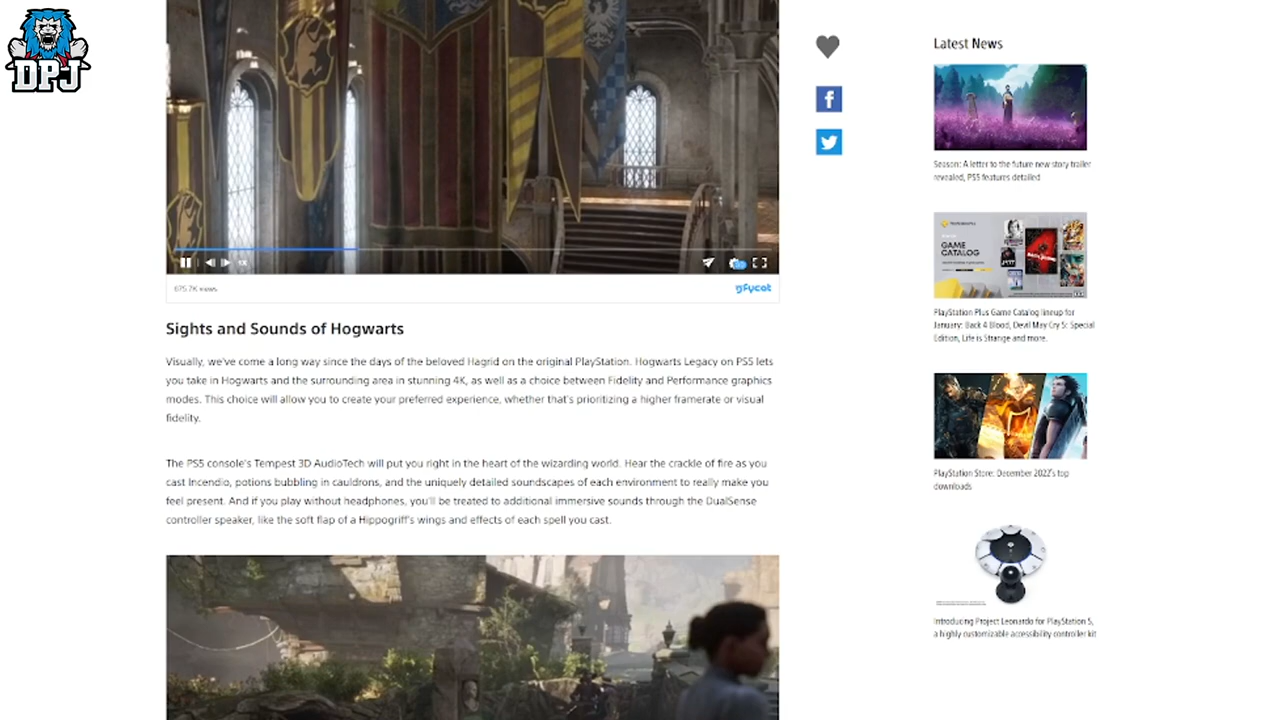 DPJ
675.7K views
gfycat
Sights and Sounds of Hogwarts
Visually, we've come a long way since the days of the beloved Hagrid on the original PlayStation. Hogwarts Legacy on PS5 lets
you take in Hogwarts and the surrounding area in stunning 4K, as well as a choice between Fidelity and Performance graphics
modes. This choice will allow you to create your preferred experience, whether that's prioritizing a higher framerate or visual
fidelity.
The PS5 console's Tempest 3D AudioTech will put you right in the heart of the wizarding world. Hear the crackle of fire as you
cast Incendio, potions bubbling in cauldrons, and the uniquely detailed soundscapes of each environment to really make you
feel present. And if you play without headphones, you'll be treated to additional immersive sounds through the DualSense
controller speaker, like the soft flap of a Hippogriff's wings and effects of each spell you cast.
Latest News
Season: A letter to the future new story trailer
revealed, PS5 features detailed
GAME
CATALOG
PlayStation Plus Game Catalog lineup for
January: Back 4 Blood, Devil May Cry 5: Special
Edition, Life is Strange and more.
PlayStation Store: December 2022's top
downloads
Introducing Project Leonardo for PlayStation 5,
a highly customizable accessibility controller kit